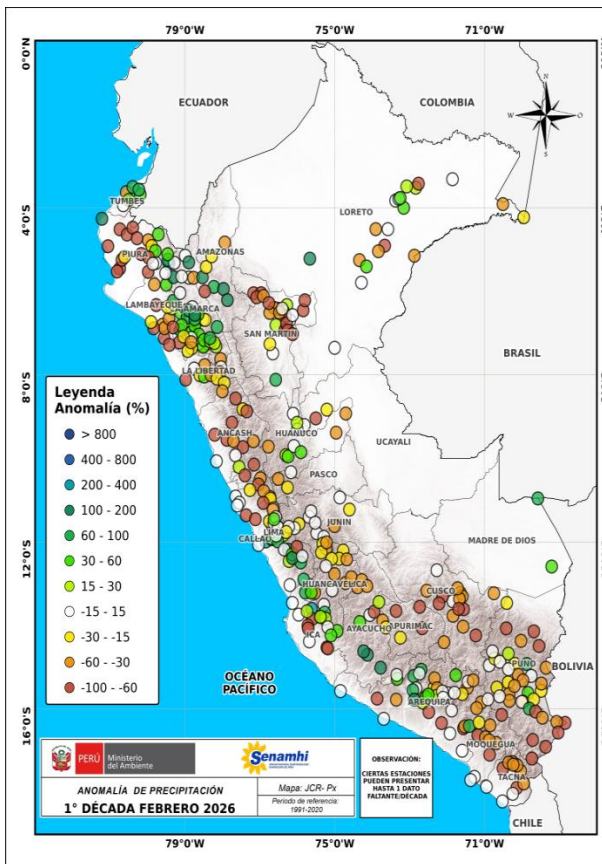 79°0'W 75°0'W 71°0'W
0°0'N
ECUADOR
COLOMBIA
N
W O
S
TUMBES
4°0'S
LORETO
PIURA
AMAZONAS
LAMBAYEQUE
CAJAMARCA
SAN MARTIN
BRASIL
LA LIBERTAD
8°0'S
Leyenda
Anomalía (%)
> 800
400 - 800
200 - 400
100 - 200
60 - 100
30 - 60
15 - 30
-15 - 15
-30 - -15
-60 - -30
-100 - -60
ANCASH
HUANUCO
UCAYALI
PASCO
JUNIN
LIMA
CALLAO
12°0'S
MADRE DE DIOS
HUANCAVELICA
CUSCO
ICA
AYACUCHO
APURIMAC
PUNO
BOLIVIA
OCÉANO
PACÍFICO
AREQUIPA
16°0'S
MOQUEGUA
TACNA
CHILE
PERÚ
Ministerio
del Ambiente
Senamhi
ANOMALÍA DE PRECIPITACIÓN
1° DÉCADA FEBRERO 2026
Mapa: JCR- Px
Periodo de referencia:
1991-2020
OBSERVACIÓN:
CIERTAS ESTACIONES
PUEDEN PRESENTAR
HASTA 1 DATO
FALTANTE/DÉCADA
79°0'W 75°0'W 71°0'W